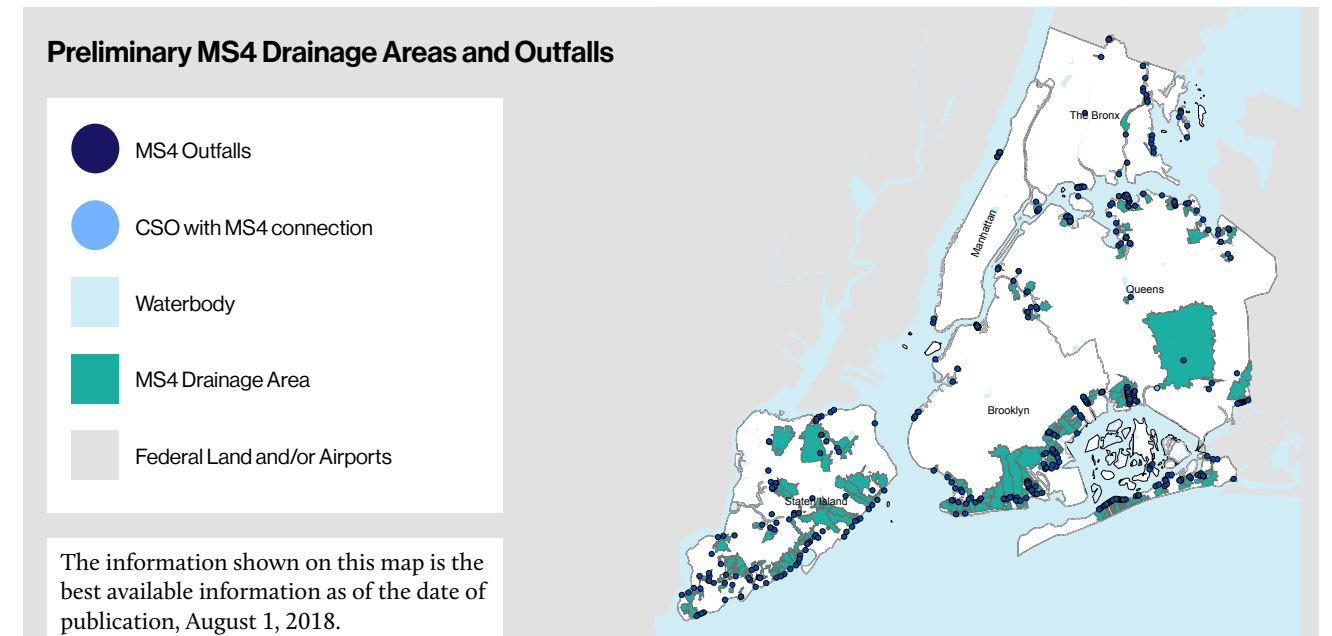 Preliminary MS4 Drainage Areas and Outfalls
MS4 Outfalls
CSO with MS4 connection
Waterbody
MS4 Drainage Area
Federal Land and/or Airports
The information shown on this map is the
best available information as of the date of
publication, August 1, 2018.
The Bronx
Manhattan
Queens
Brooklyn
Staten Island